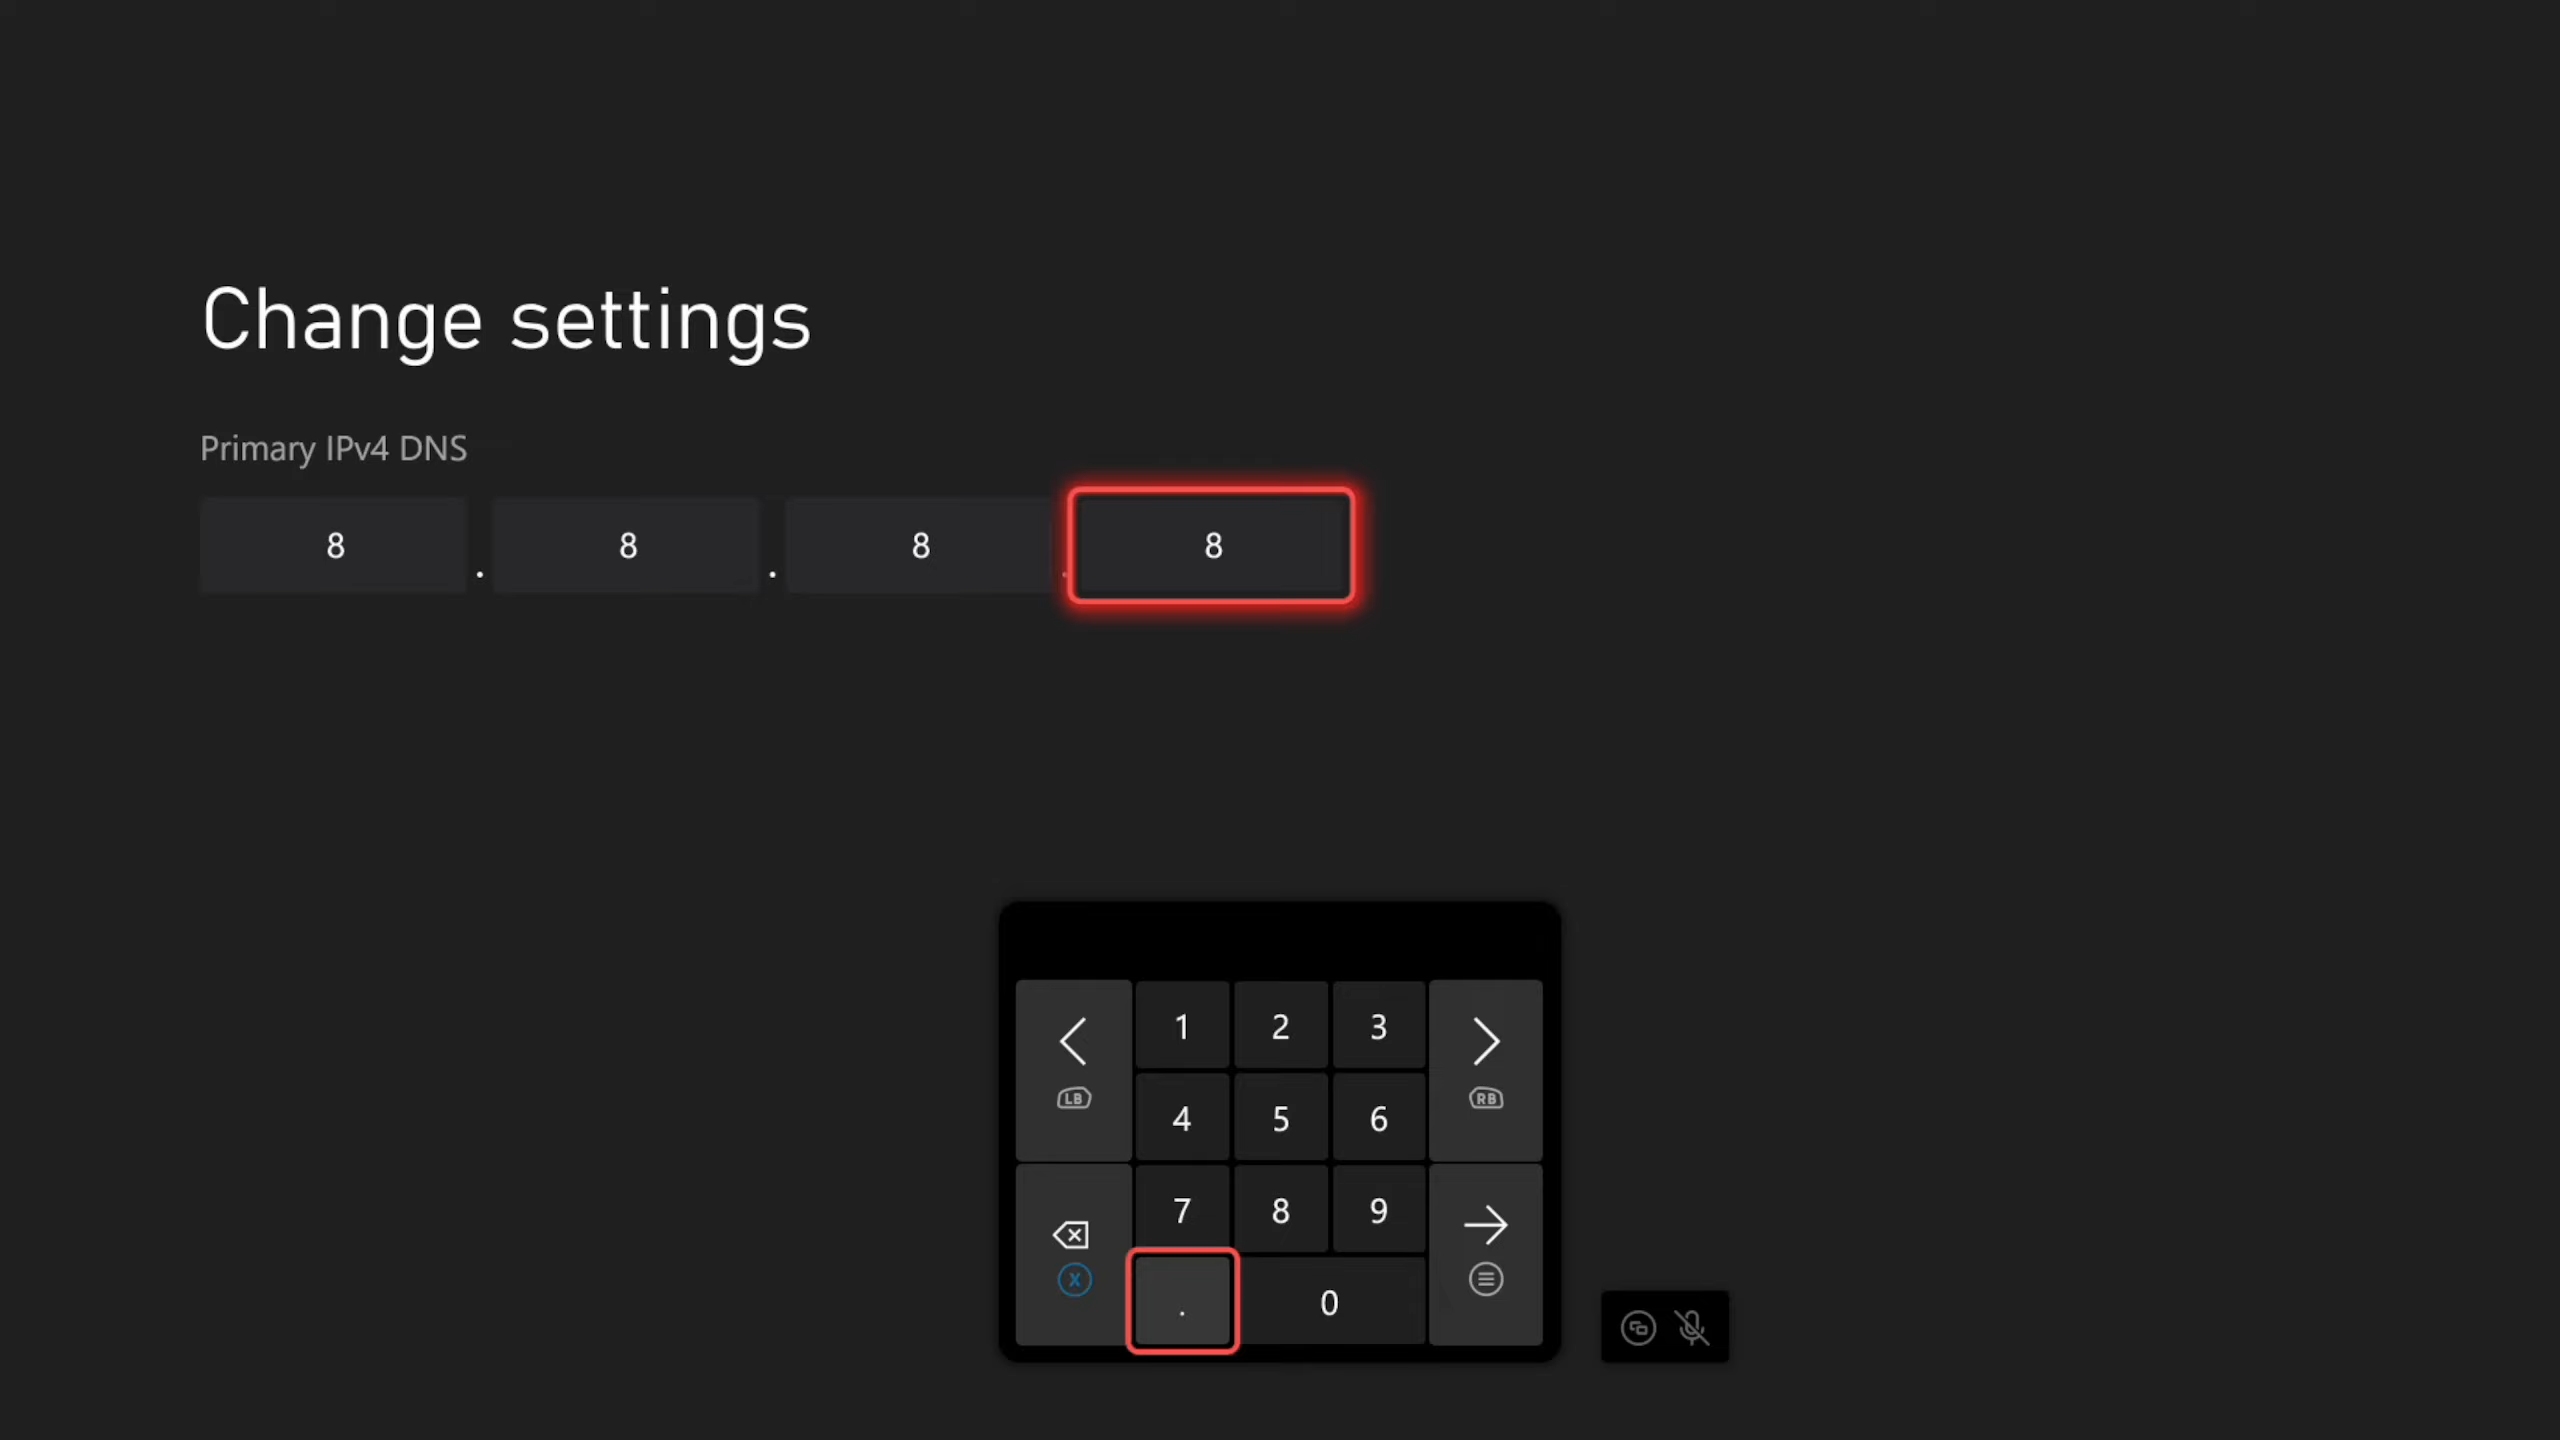 Change settings
Primary IPv4 DNS
8 . 8 . 8 . 8
1 2 3
LB RB
4 5 6
7 8 9
X
. 0